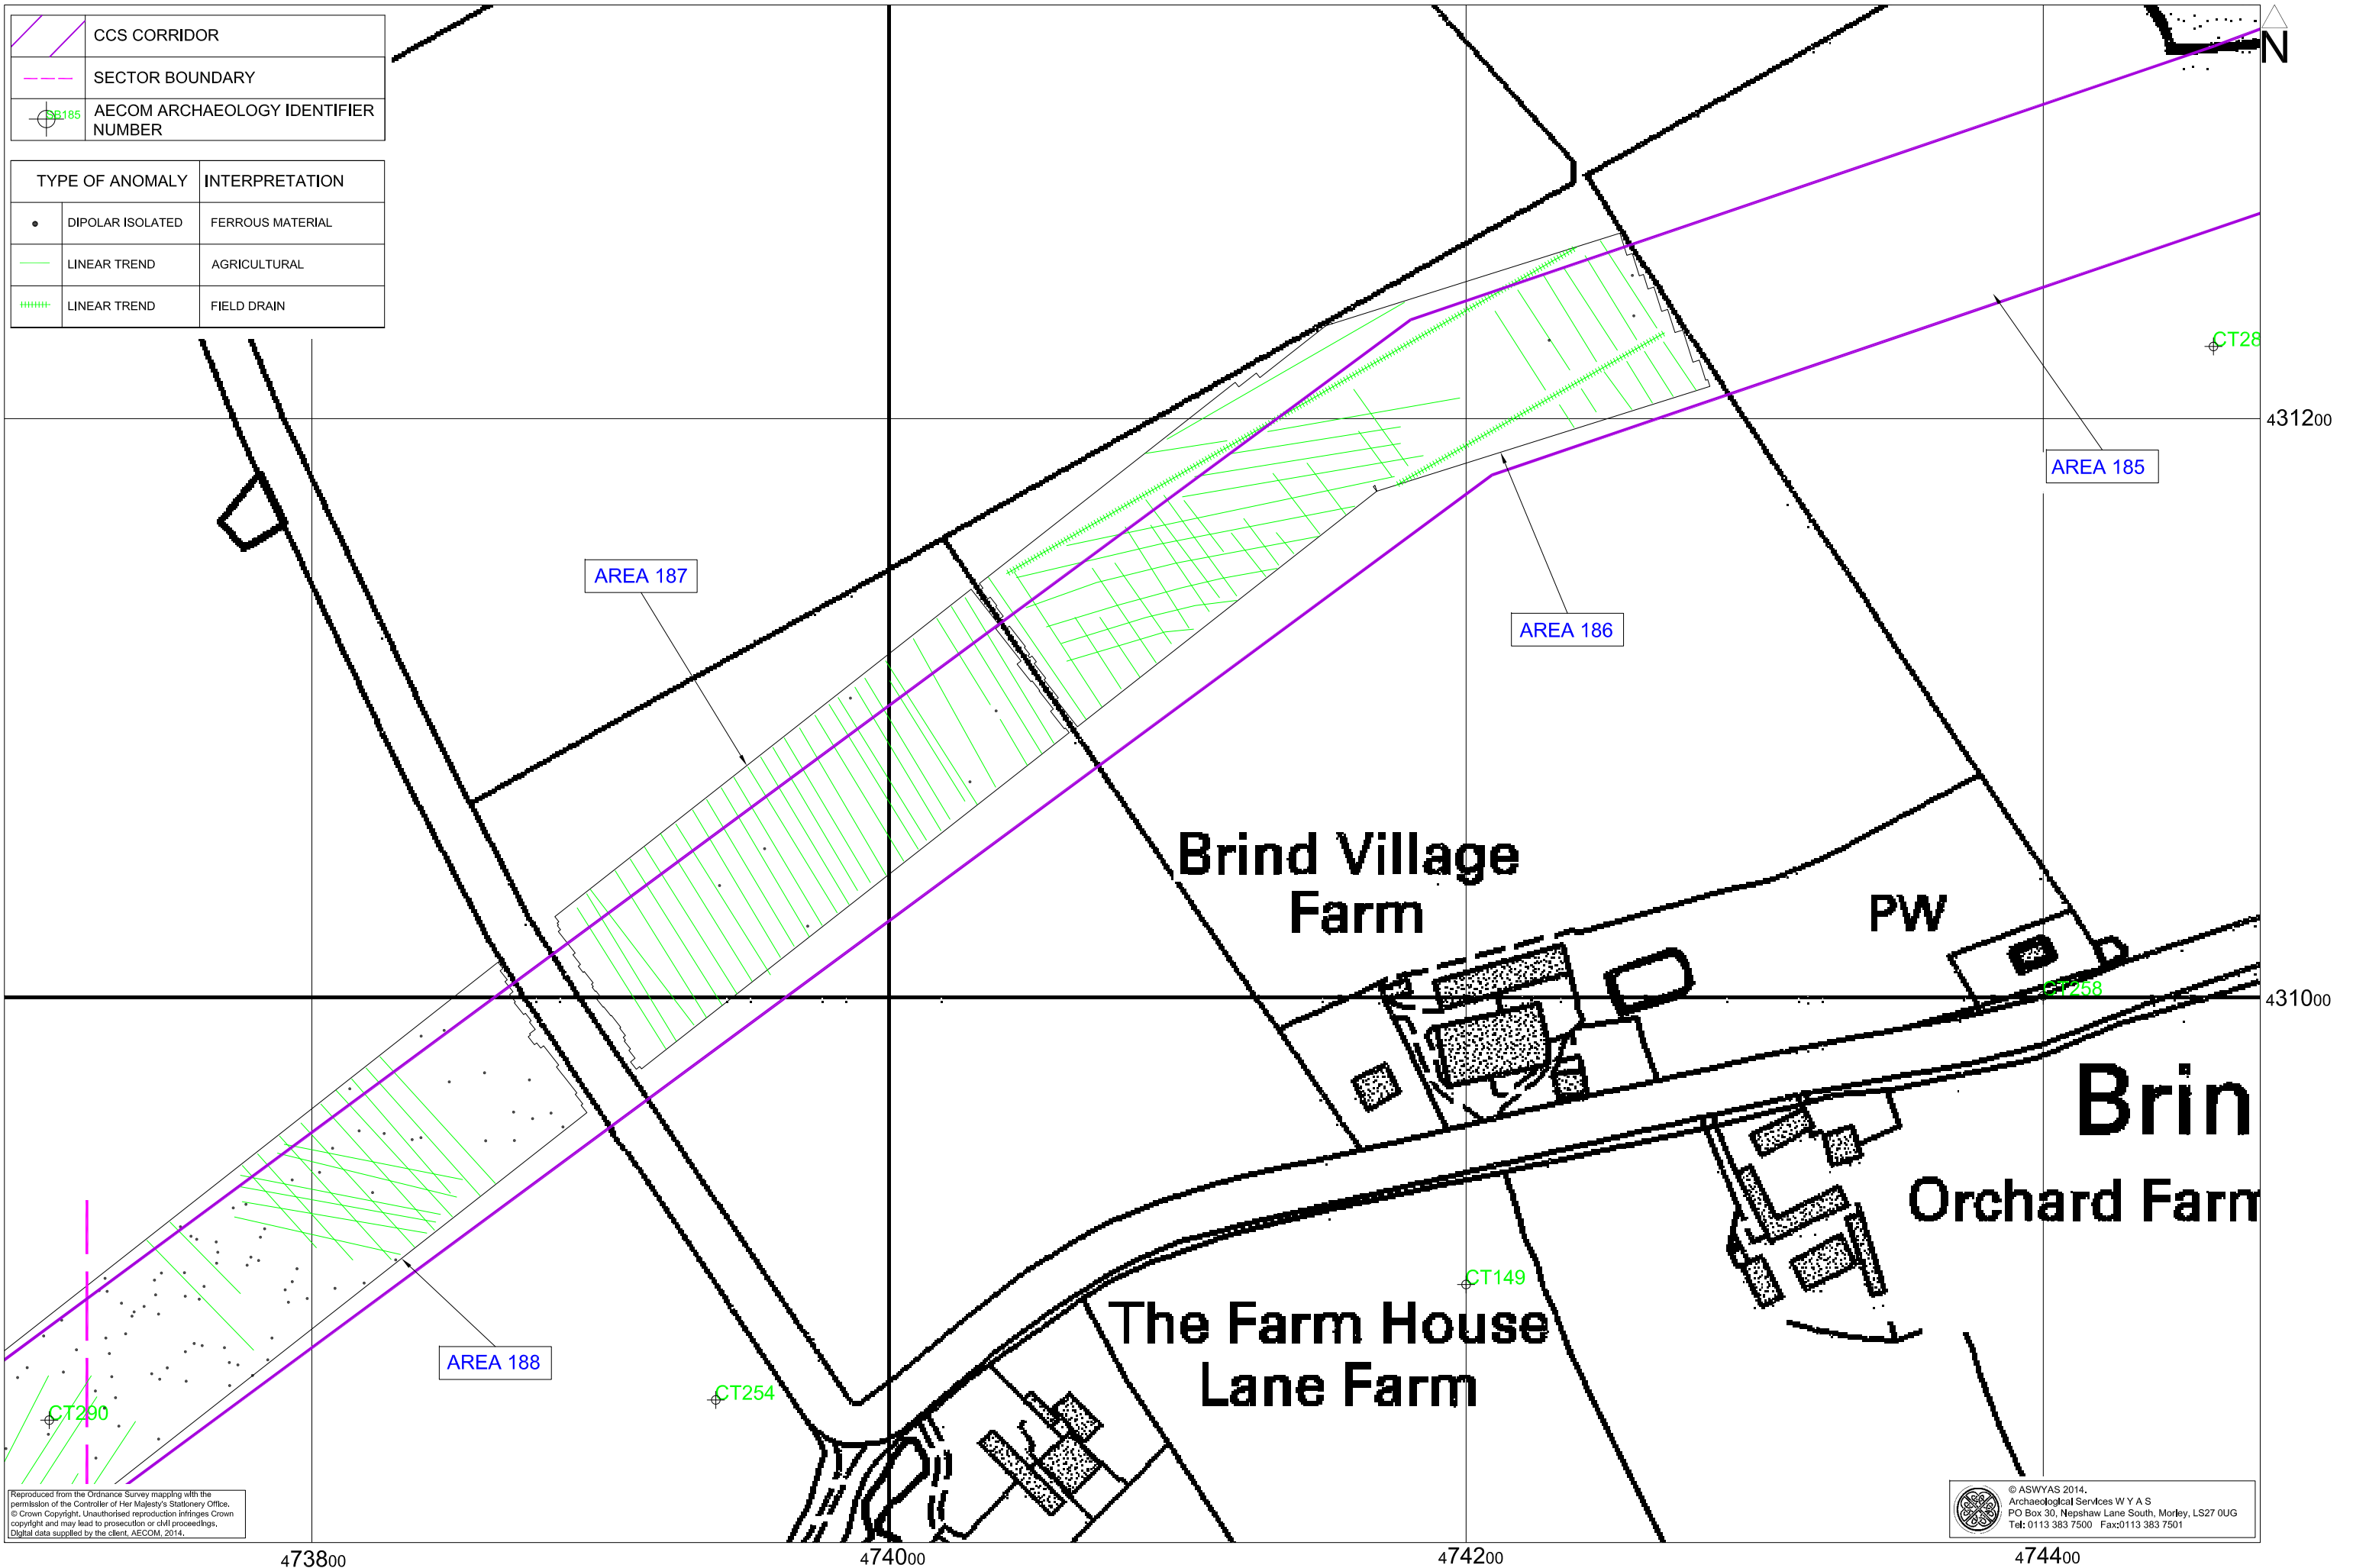 CCS CORRIDOR
SECTOR BOUNDARY
SB185
AECOM ARCHAEOLOGY IDENTIFIER
NUMBER
TYPE OF ANOMALY INTERPRETATION
DIPOLAR ISOLATED FERROUS MATERIAL
LINEAR TREND AGRICULTURAL
LINEAR TREND FIELD DRAIN
N
CT28
431200
AREA 185
AREA 187
AREA 186
Brind Village
Farm
PW
CT258
431000
Brin
Orchard Farm
CT149
The Farm House
Lane Farm
AREA 188
CT254
CT290
Reproduced from the Ordnance Survey mapping with the
permission of the Controller of Her Majesty's Stationery Office.
© Crown Copyright. Unauthorised reproduction infringes Crown
copyright and may lead to prosecution or civil proceedings.
Digital data supplied by the client, AECOM, 2014.
© ASWYAS 2014.
Archaeological Services W Y A S
PO Box 30, Nepshaw Lane South, Morley, LS27 0UG
Tel: 0113 383 7500 Fax:0113 383 7501
473800
474000
474200
474400